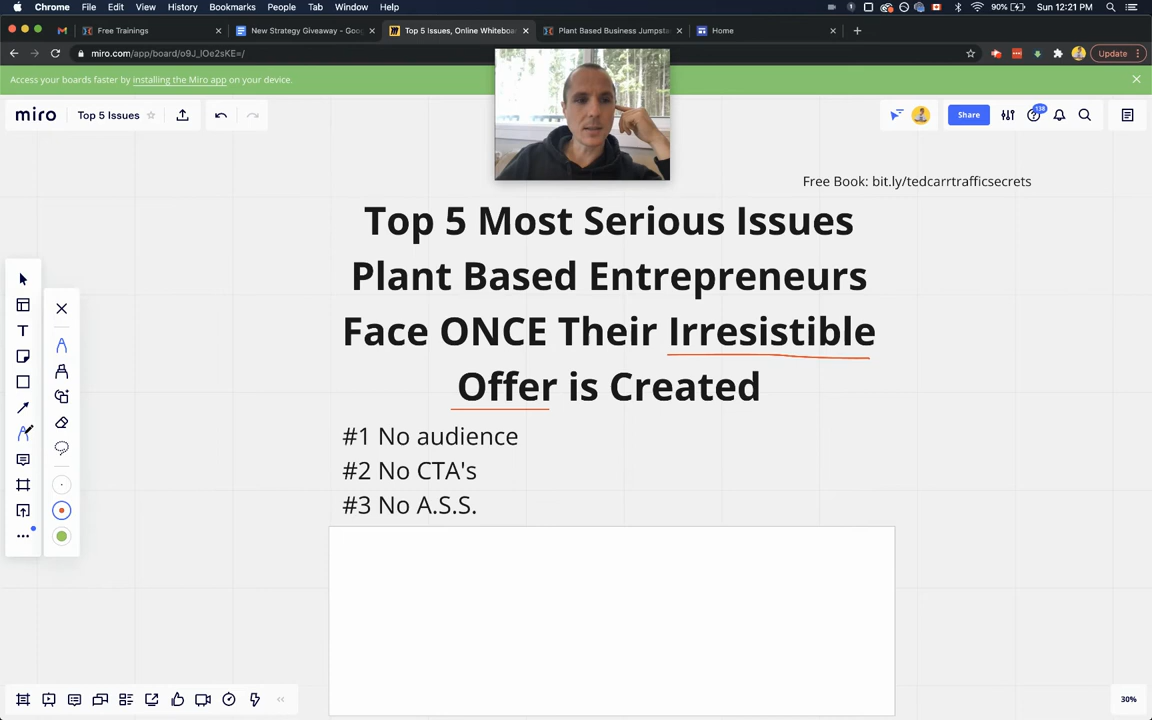 Chrome File Edit View History Bookmarks People Tab Window Help 90% Sun 12:21 PM
Free Trainings New Strategy Giveaway - Goo Top 5 Issues, Online Whiteboa Plant Based Business Jumpsta Home
miro.com/app/board/o9J_lOe2sKE=/ Update
Access your boards faster by installing the Miro app on your device.
miro Top 5 Issues Share 138
Free Book: bit.ly/tedcarrtrafficsecrets
Top 5 Most Serious Issues
Plant Based Entrepreneurs
Face ONCE Their Irresistible
Offer is Created
#1 No audience
#2 No CTA's
#3 No A.S.S.
30%